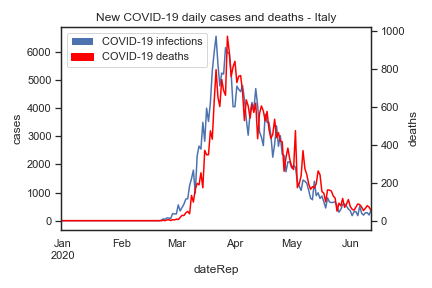 New COVID-19 daily cases and deaths - Italy
COVID-19 infections
COVID-19 deaths
6000
5000
4000
3000
2000
1000
0
cases
1000
800
600
400
200
0
deaths
Jan Feb Mar Apr May Jun
2020
dateRep